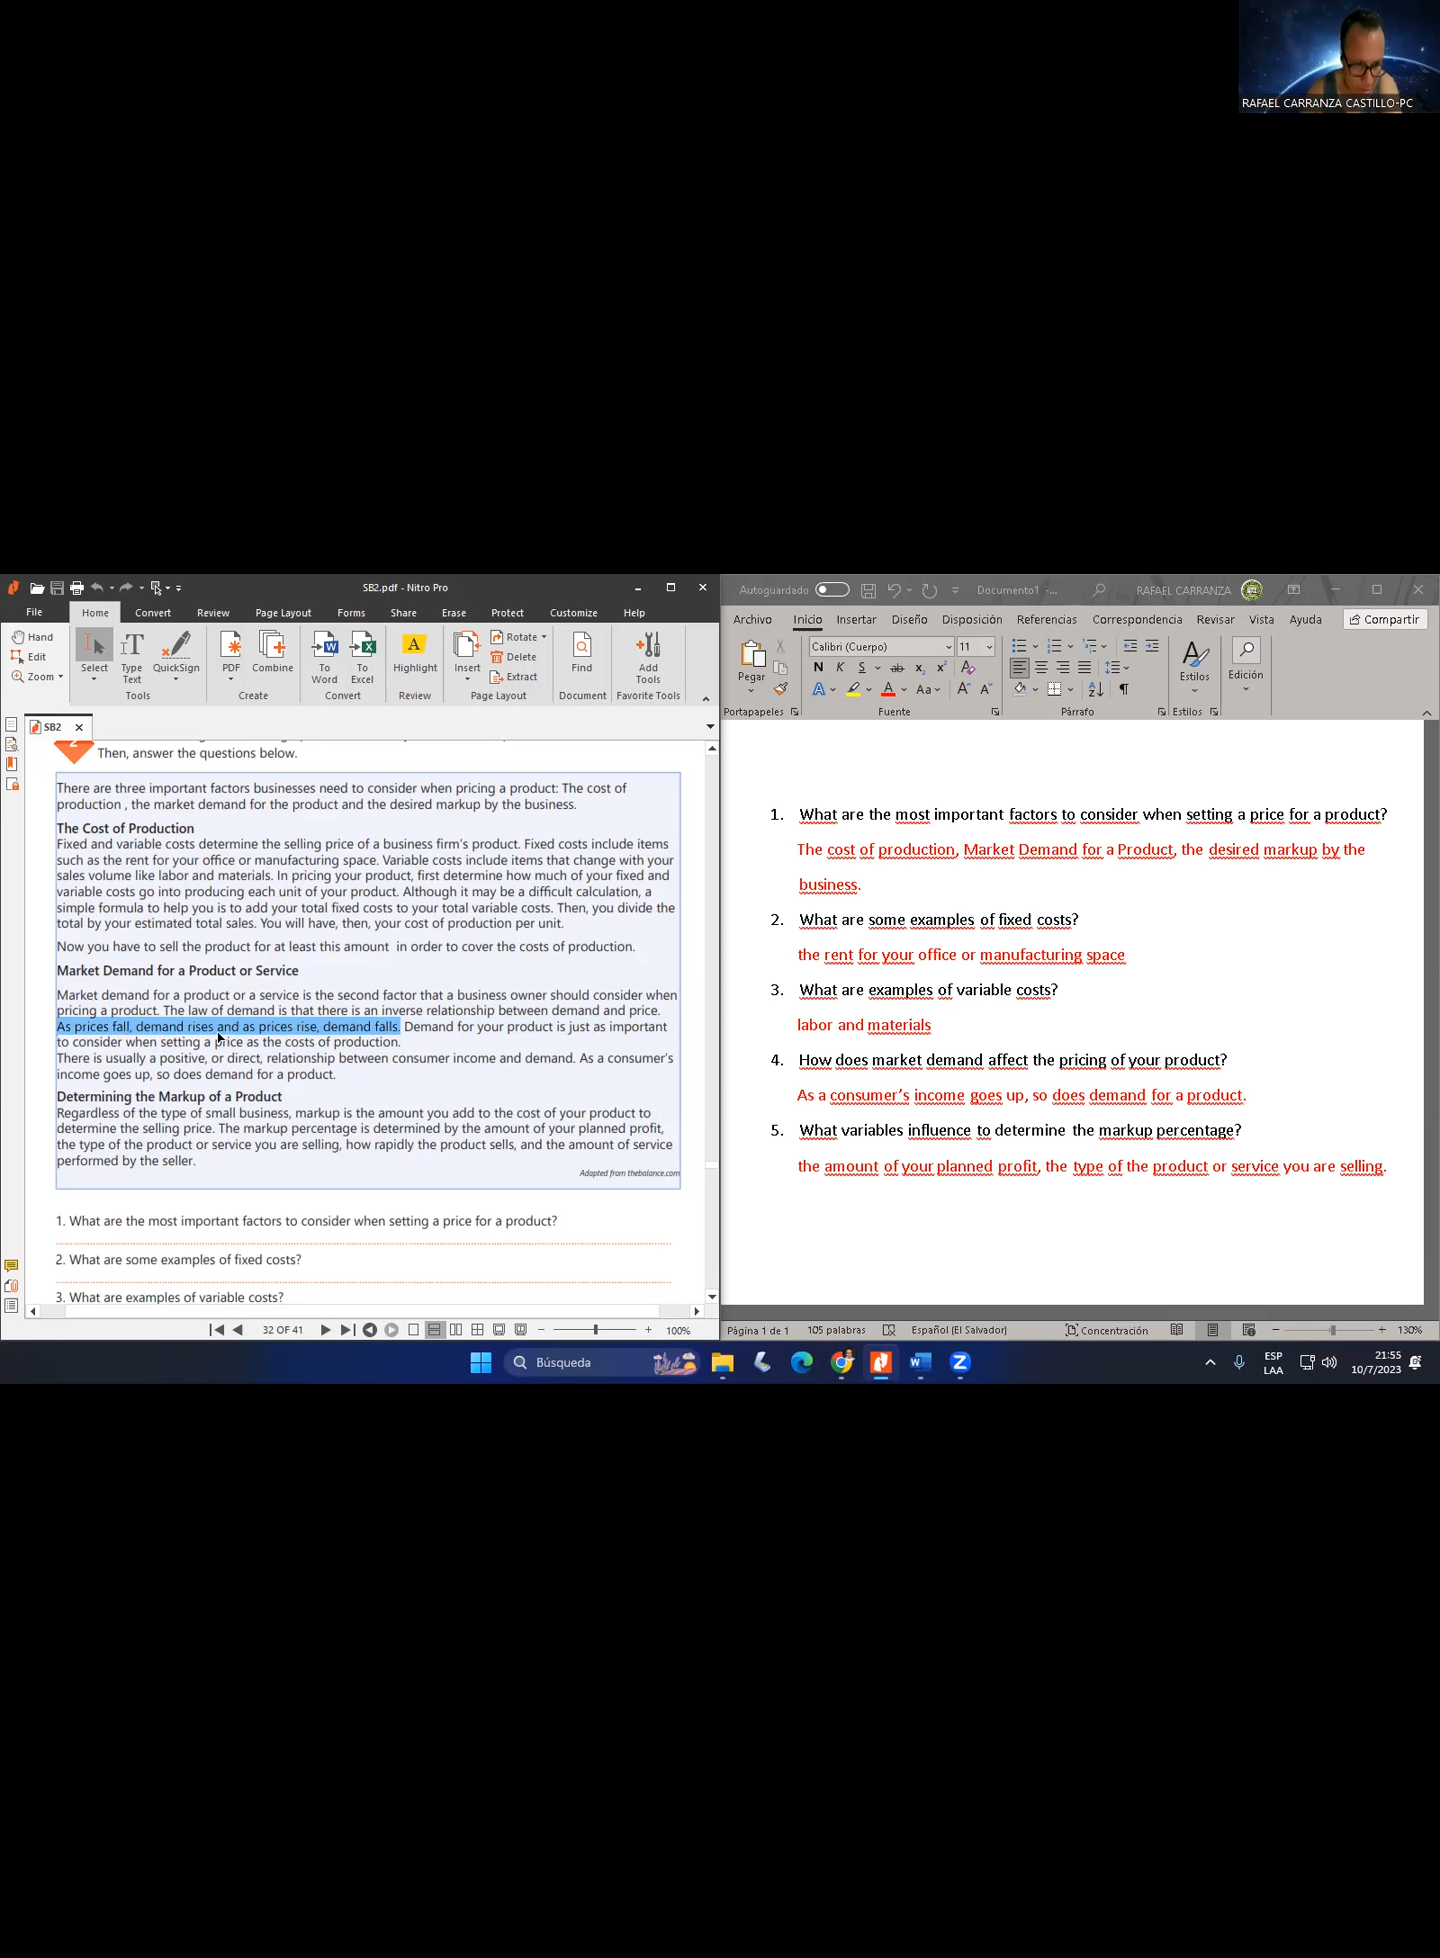 RAFAEL CARRANZA CASTILLO-PC
SB2.pdf - Nitro Pro
File Home Convert Review Page Layout Forms Share Erase Protect Customize Help
Hand
Edit
Zoom
Select
Type Text
QuickSign
PDF
Combine
To Word
To Excel
Highlight
Insert
Rotate
Delete
Extract
Find
Add Tools
Tools Create Convert Review Page Layout Document Favorite Tools
SB2
Then, answer the questions below.
There are three important factors businesses need to consider when pricing a product: The cost of
production , the market demand for the product and the desired markup by the business.
The Cost of Production
Fixed and variable costs determine the selling price of a business firm's product. Fixed costs include items
such as the rent for your office or manufacturing space. Variable costs include items that change with your
sales volume like labor and materials. In pricing your product, first determine how much of your fixed and
variable costs go into producing each unit of your product. Although it may be a difficult calculation, a
simple formula to help you is to add your total fixed costs to your total variable costs. Then, you divide the
total by your estimated total sales. You will have, then, your cost of production per unit.
Now you have to sell the product for at least this amount in order to cover the costs of production.
Market Demand for a Product or Service
Market demand for a product or a service is the second factor that a business owner should consider when
pricing a product. The law of demand is that there is an inverse relationship between demand and price.
As prices fall, demand rises and as prices rise, demand falls. Demand for your product is just as important
to consider when setting a price as the costs of production.
There is usually a positive, or direct, relationship between consumer income and demand. As a consumer's
income goes up, so does demand for a product.
Determining the Markup of a Product
Regardless of the type of small business, markup is the amount you add to the cost of your product to
determine the selling price. The markup percentage is determined by the amount of your planned profit,
the type of the product or service you are selling, how rapidly the product sells, and the amount of service
performed by the seller.
Adapted from thebalance.com
1. What are the most important factors to consider when setting a price for a product?
2. What are some examples of fixed costs?
3. What are examples of variable costs?
32 OF 41
100%
Autoguardado
Documento1 -...
RAFAEL CARRANZA
Archivo Inicio Insertar Diseño Disposición Referencias Correspondencia Revisar Vista Ayuda Compartir
Pegar
Calibri (Cuerpo) 11
N K S ab x₂ x²
A A Aa A A
Estilos
Edición
Portapapeles Fuente Párrafo Estilos
1. What are the most important factors to consider when setting a price for a product?
The cost of production, Market Demand for a Product, the desired markup by the
business.
2. What are some examples of fixed costs?
the rent for your office or manufacturing space
3. What are examples of variable costs?
labor and materials
4. How does market demand affect the pricing of your product?
As a consumer's income goes up, so does demand for a product.
5. What variables influence to determine the markup percentage?
the amount of your planned profit, the type of the product or service you are selling.
Página 1 de 1 105 palabras Español (El Salvador) Concentración 130%
Búsqueda
ESP
LAA
21:55
10/7/2023